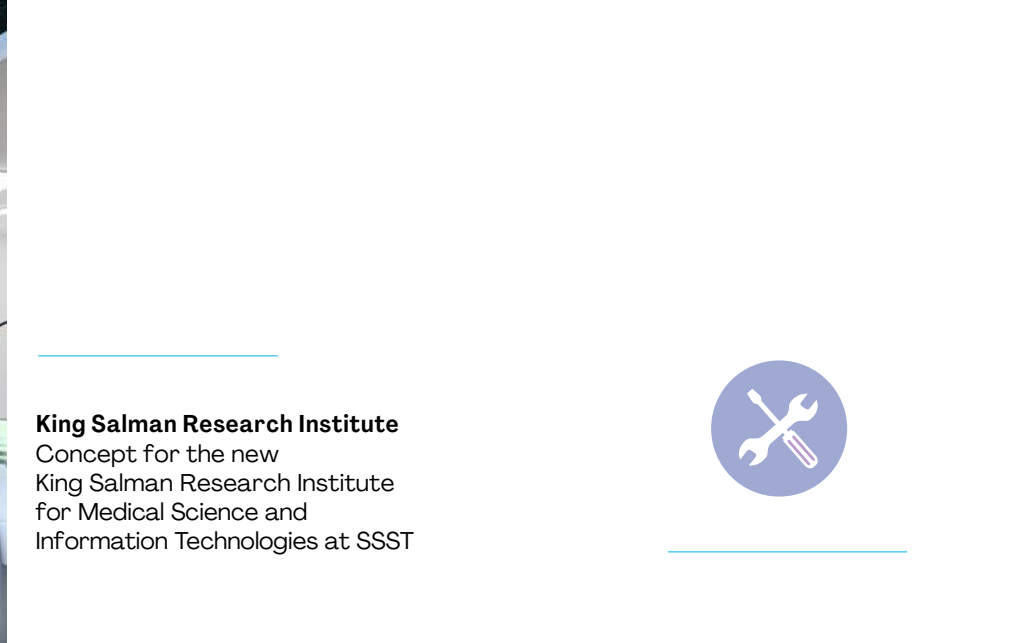 King Salman Research Institute
Concept for the new
King Salman Research Institute
for Medical Science and
Information Technologies at SSST